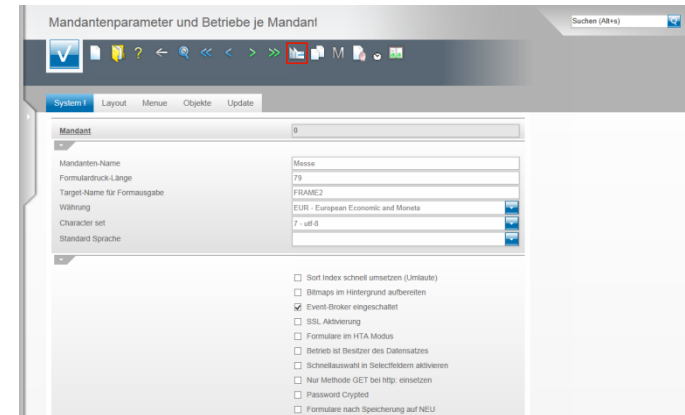 Mandantenparameter und Betriebe je Mandant
Suchen (Alt+s)
?
M
System I Layout Menue Objekte Update
Mandant 0
Mandanten-Name Messe
Formulardruck-Länge 79
Target-Name für Formausgabe FRAME2
Währung EUR - European Economic and Moneta
Character set 7 - utf-8
Standard Sprache
Sort Index schnell umsetzen (Umlaute)
Bitmaps im Hintergrund aufbereiten
Event-Broker eingeschaltet
SSL Aktivierung
Formulare im HTA Modus
Betrieb ist Besitzer des Datensatzes
Schnellauswahl in Selectfeldern aktivieren
Nur Methode GET bei http: einsetzen
Password Crypted
Formulare nach Speicherung auf NEU